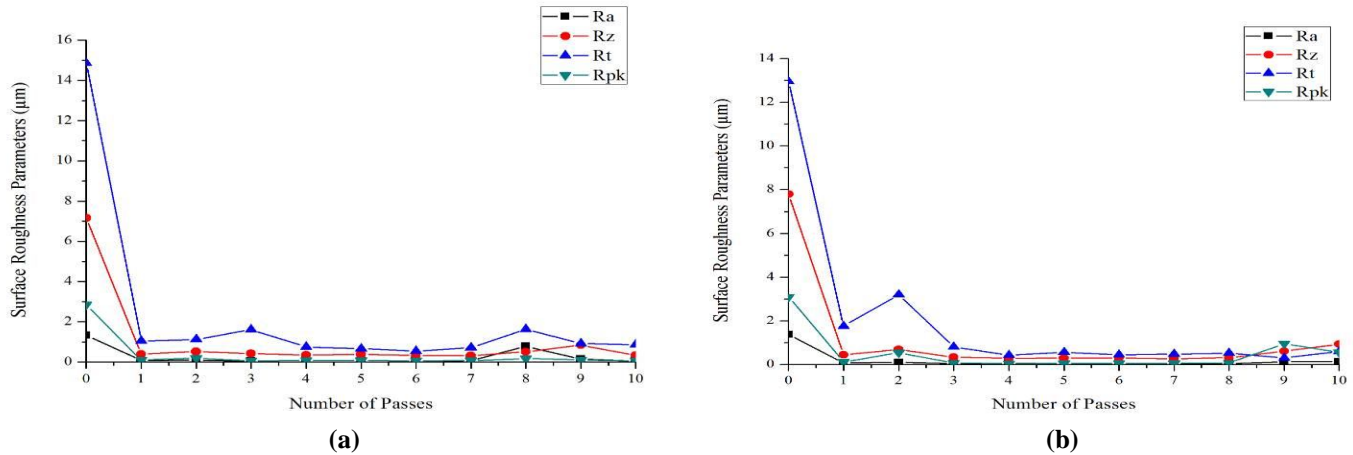 Ra
Rz
Rt
Rpk
16
14
12
10
8
6
4
2
0
Surface Roughness Parameters (µm)
0 1 2 3 4 5 6 7 8 9 10
Number of Passes
(a)
Ra
Rz
Rt
Rpk
14
12
10
8
6
4
2
0
Surface Roughness Parameters (µm)
0 1 2 3 4 5 6 7 8 9 10
Number of Passes
(b)